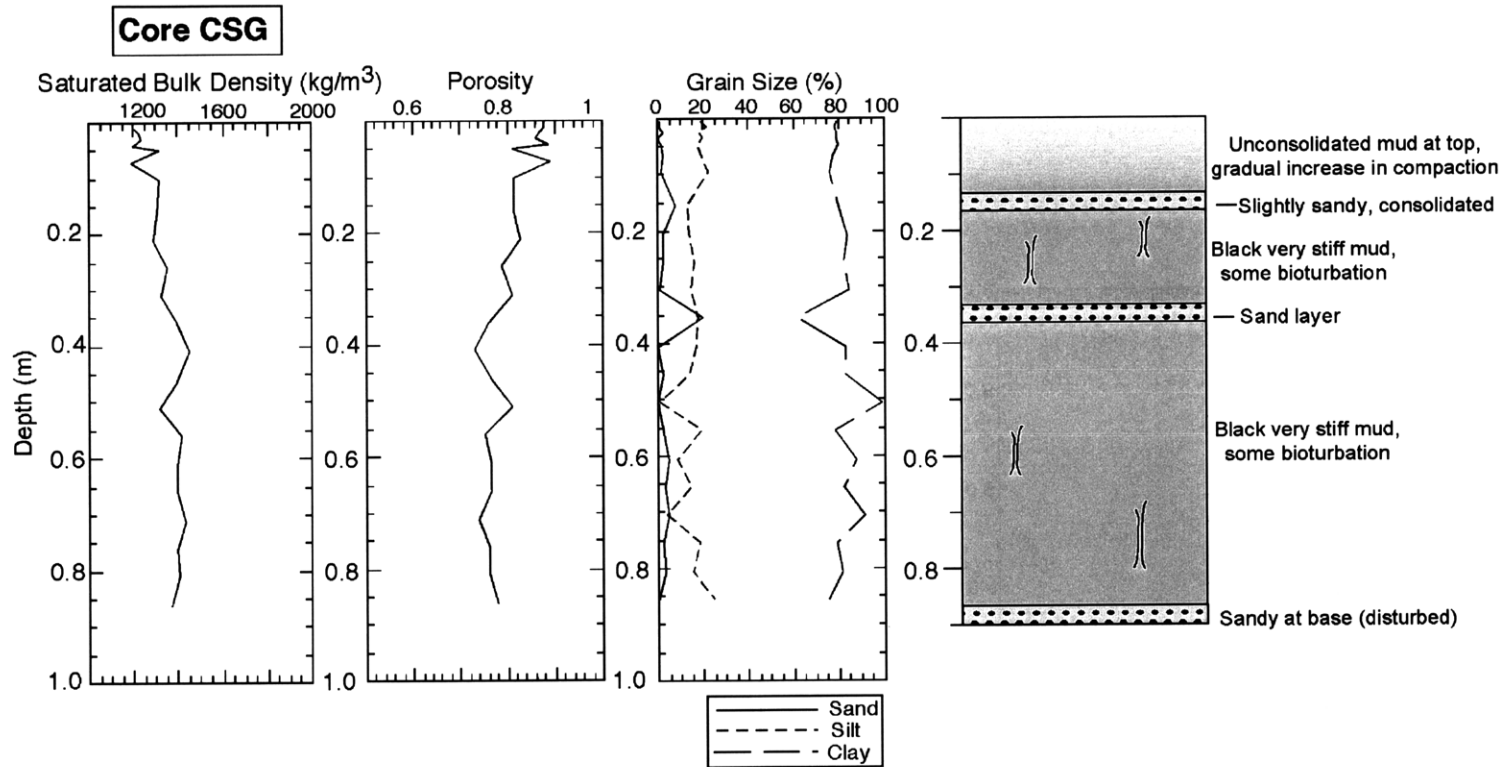 Core CSG
Saturated Bulk Density (kg/m3)
1200 1600 2000
Porosity
0.6 0.8 1
Grain Size (%)
0 20 40 60 80 100
Depth (m)
0.2
0.4
0.6
0.8
1.0
0.2
0.4
0.6
0.8
1.0
0.2
0.4
0.6
0.8
1.0
0.2
0.4
0.6
0.8
Unconsolidated mud at top,
gradual increase in compaction
Slightly sandy, consolidated
Black very stiff mud,
some bioturbation
Sand layer
Black very stiff mud,
some bioturbation
Sandy at base (disturbed)
Sand
Silt
Clay